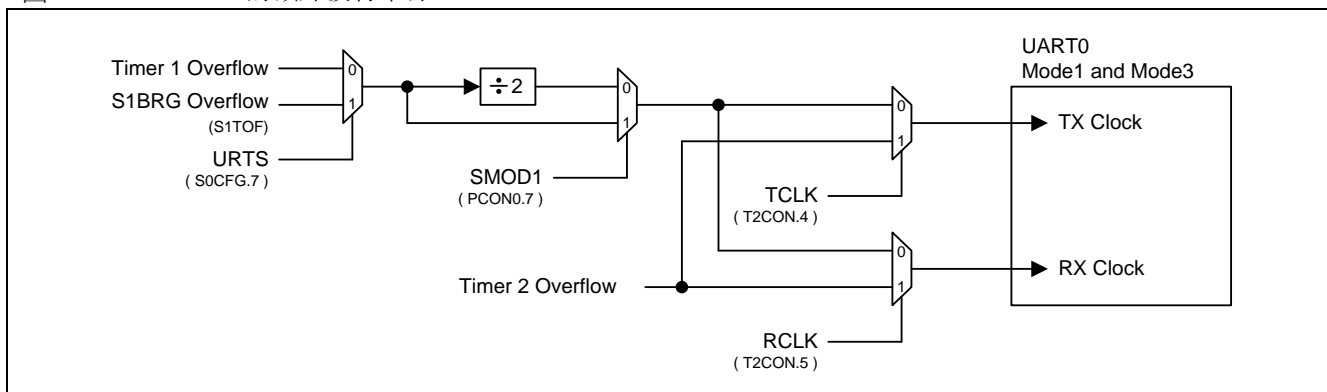 图
Timer 1 Overflow
0
S1BRG Overflow
1
(S1TOF)
URTS
( S0CFG.7 )
÷2
0
1
SMOD1
( PCON0.7 )
0
1
TCLK
( T2CON.4 )
UART0
Mode1 and Mode3
TX Clock
0
Timer 2 Overflow
1
RX Clock
RCLK
( T2CON.5 )